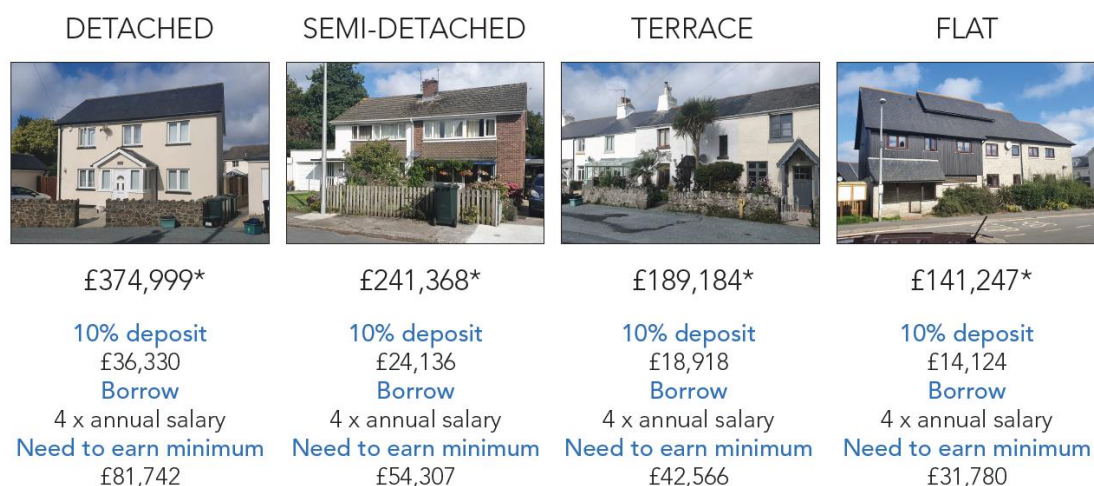 DETACHED
SEMI-DETACHED
TERRACE
FLAT
£374,999*
£241,368*
£189,184*
£141,247*
10% deposit
10% deposit
10% deposit
10% deposit
£36,330
£24,136
£18,918
£14,124
Borrow
Borrow
Borrow
Borrow
4 x annual salary
4 x annual salary
4 x annual salary
4 x annual salary
Need to earn minimum
Need to earn minimum
Need to earn minimum
Need to earn minimum
£81,742
£54,307
£42,566
£31,780